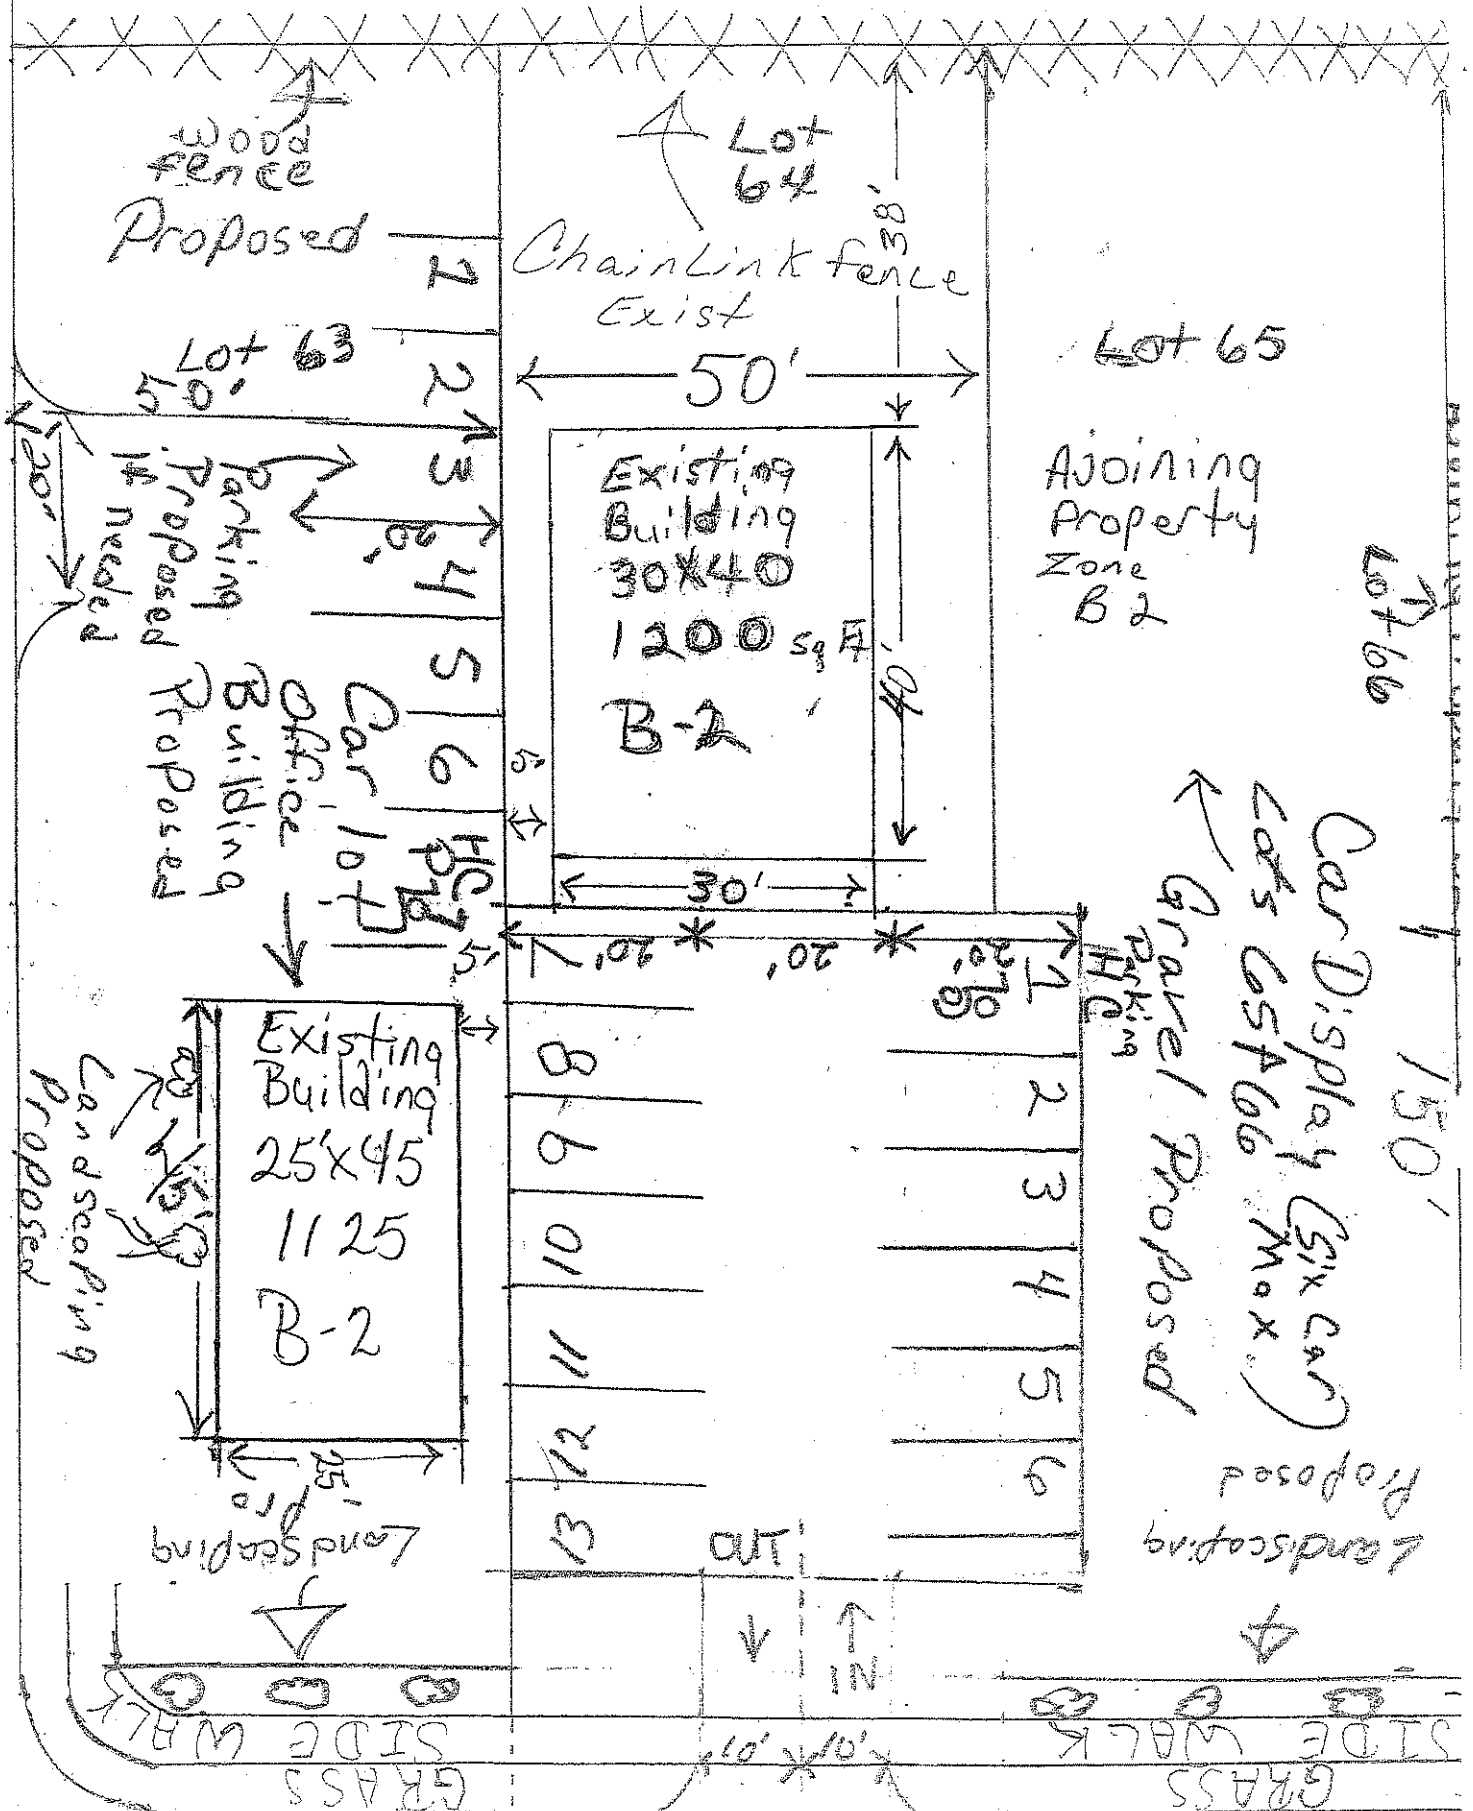 Wood
fence
Proposed
Lot
64
ChainLink fence
Exist
38'
Lot 63
50'
50'
Lot 65
Ajoining
Property
Zone
B 2
Lot 66
150'
20'
Parking
Proposed
if needed
20'
1
2
3
4
5
6
HC 7
Existing
Building
30X40
1200 sq Ft
B-2
40'
5'
30'
Car lot
Office
Building
Proposed
5'
20'
20'
20'
Car Display (Six Car
Lots 65+66 Max.)
Gravel Proposed
Parking
HC
1
2
3
4
5
6
7
8
9
10
11
12
13
Existing
Building
25'X45
1125
B-2
45'
25'
Landscaping
Proposed
Landscaping
Pro
Landscaping
Proposed
OUT
IN
10'
10'
SIDE WALK
GRASS
SIDE WALK
GRASS